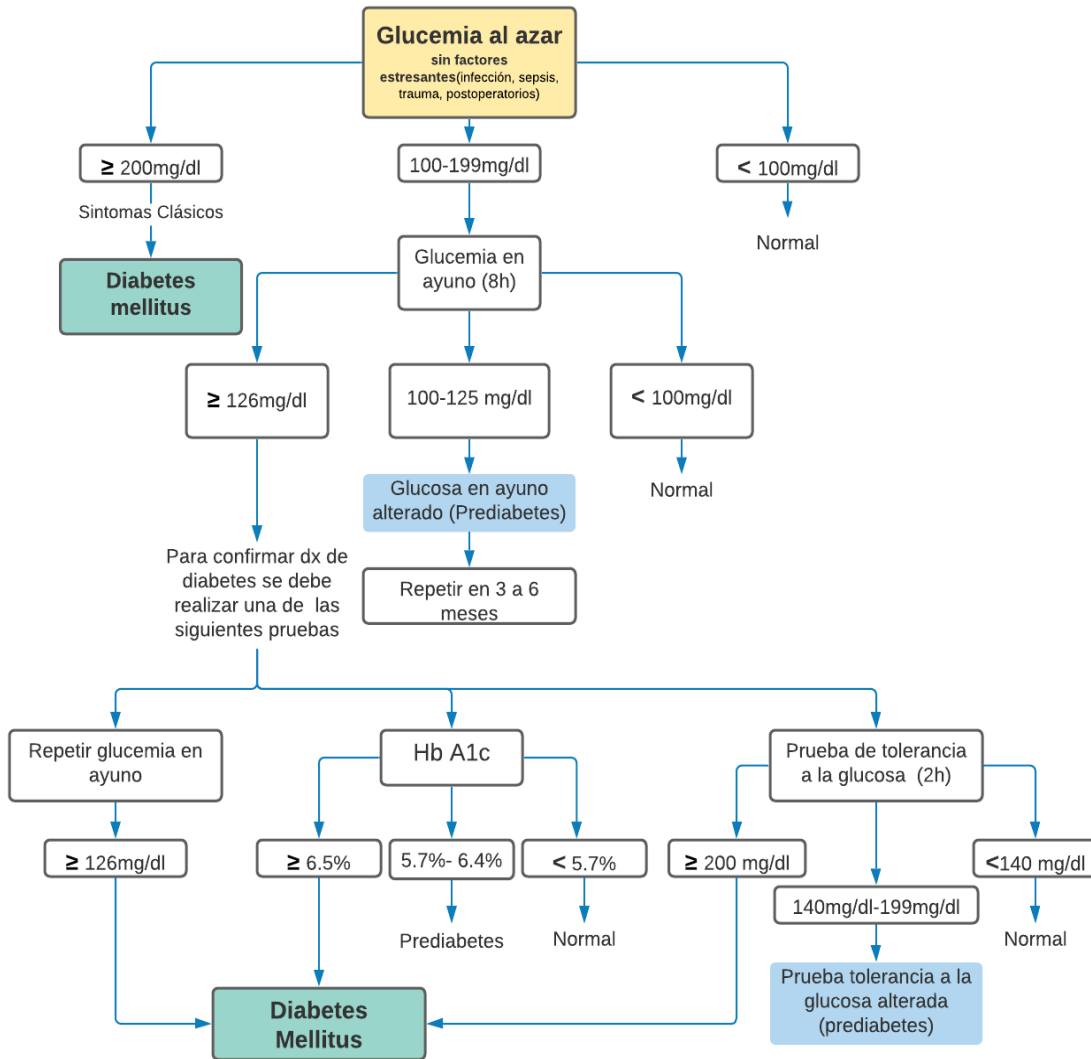 Glucemia al azar
sin factores
estresantes(infección, sepsis,
trauma, postoperatorios)
≥ 200mg/dl
100-199mg/dl
< 100mg/dl
Sintomas Clásicos
Normal
Glucemia en
ayuno (8h)
Diabetes
mellitus
≥ 126mg/dl
100-125 mg/dl
< 100mg/dl
Glucosa en ayuno
alterado (Prediabetes)
Normal
Para confirmar dx de
diabetes se debe
realizar una de las
siguientes pruebas
Repetir en 3 a 6
meses
Repetir glucemia en
ayuno
Hb A1c
Prueba de tolerancia
a la glucosa (2h)
≥ 126mg/dl
≥ 6.5%
5.7%- 6.4%
< 5.7%
≥ 200 mg/dl
<140 mg/dl
140mg/dl-199mg/dl
Prediabetes
Normal
Normal
Prueba tolerancia a la
glucosa alterada
(prediabetes)
Diabetes
Mellitus